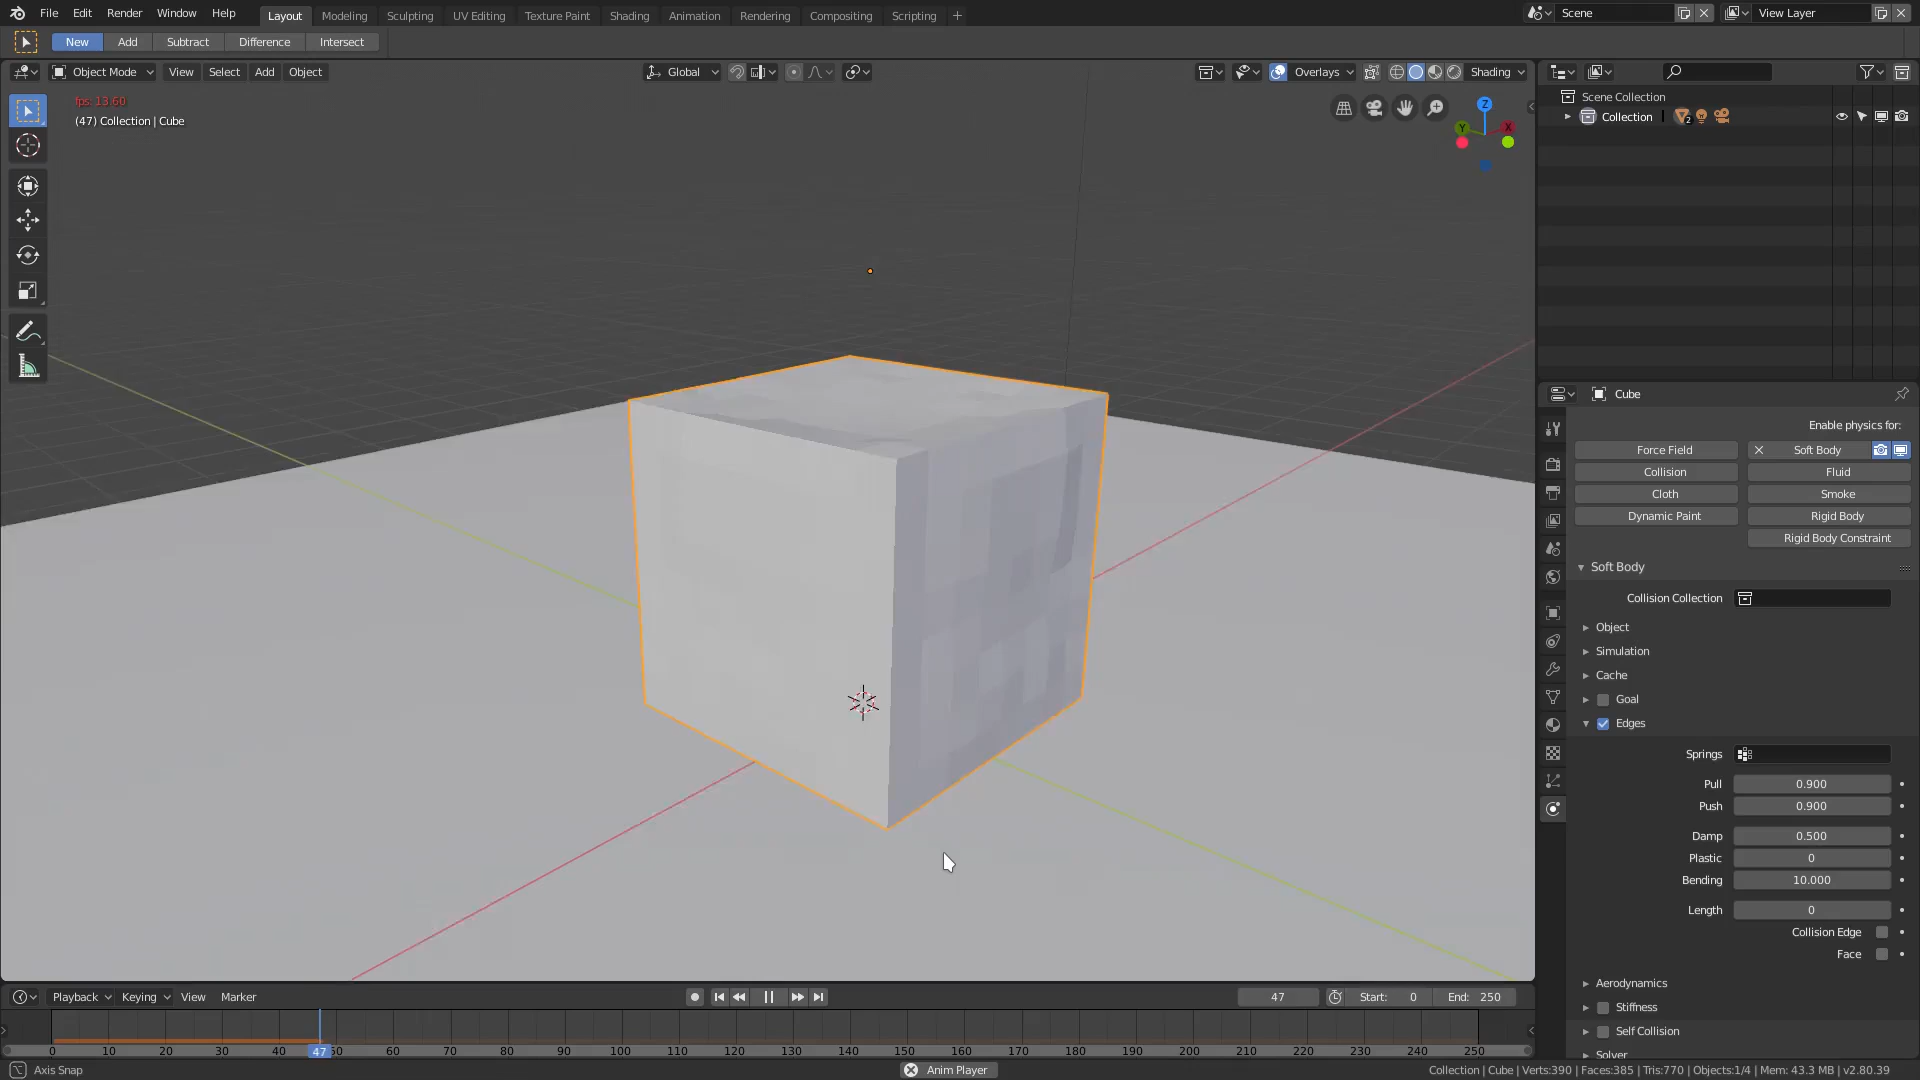 File Edit Render Window Help Layout Modeling Sculpting UV Editing Texture Paint Shading Animation Rendering Compositing Scripting + Scene View Layer
New Add Subtract Difference Intersect
Object Mode View Select Add Object Global Overlays Shading
fps: 13.60
(47) Collection | Cube
Z
Y
X
Scene Collection
Collection 2
Cube
Enable physics for:
Force Field Soft Body
Collision Fluid
Cloth Smoke
Dynamic Paint Rigid Body
Rigid Body Constraint
Soft Body
Collision Collection
Object
Simulation
Cache
Goal
Edges
Springs
Pull 0.900
Push 0.900
Damp 0.500
Plastic 0
Bending 10.000
Length 0
Collision Edge
Face
Aerodynamics
Stiffness
Self Collision
Solver
Playback Keying View Marker 47 Start: 0 End: 250
0 10 20 30 40 47 50 60 70 80 90 100 110 120 130 140 150 160 170 180 190 200 210 220 230 240 250
Axis Snap Anim Player Collection | Cube | Verts:390 | Faces:385 | Tris:770 | Objects:1/4 | Mem: 43.3 MB | v2.80.39